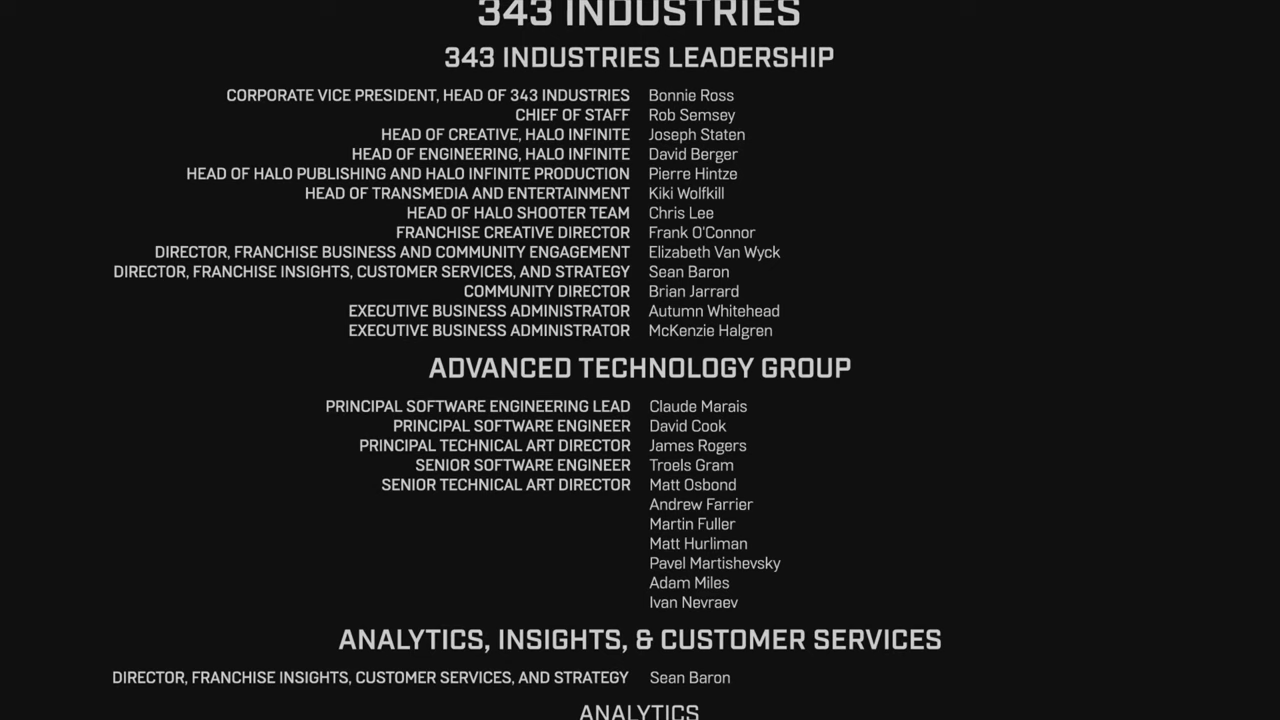 343 INDUSTRIES
343 INDUSTRIES LEADERSHIP
CORPORATE VICE PRESIDENT, HEAD OF 343 INDUSTRIES Bonnie Ross
CHIEF OF STAFF Rob Semsey
HEAD OF CREATIVE, HALO INFINITE Joseph Staten
HEAD OF ENGINEERING, HALO INFINITE David Berger
HEAD OF HALO PUBLISHING AND HALO INFINITE PRODUCTION Pierre Hintze
HEAD OF TRANSMEDIA AND ENTERTAINMENT Kiki Wolfkill
HEAD OF HALO SHOOTER TEAM Chris Lee
FRANCHISE CREATIVE DIRECTOR Frank O'Connor
DIRECTOR, FRANCHISE BUSINESS AND COMMUNITY ENGAGEMENT Elizabeth Van Wyck
DIRECTOR, FRANCHISE INSIGHTS, CUSTOMER SERVICES, AND STRATEGY Sean Baron
COMMUNITY DIRECTOR Brian Jarrard
EXECUTIVE BUSINESS ADMINISTRATOR Autumn Whitehead
EXECUTIVE BUSINESS ADMINISTRATOR McKenzie Halgren
ADVANCED TECHNOLOGY GROUP
PRINCIPAL SOFTWARE ENGINEERING LEAD Claude Marais
PRINCIPAL SOFTWARE ENGINEER David Cook
PRINCIPAL TECHNICAL ART DIRECTOR James Rogers
SENIOR SOFTWARE ENGINEER Troels Gram
SENIOR TECHNICAL ART DIRECTOR Matt Osbond
Andrew Farrier
Martin Fuller
Matt Hurliman
Pavel Martishevsky
Adam Miles
Ivan Nevraev
ANALYTICS, INSIGHTS, & CUSTOMER SERVICES
DIRECTOR, FRANCHISE INSIGHTS, CUSTOMER SERVICES, AND STRATEGY Sean Baron
ANALYTICS